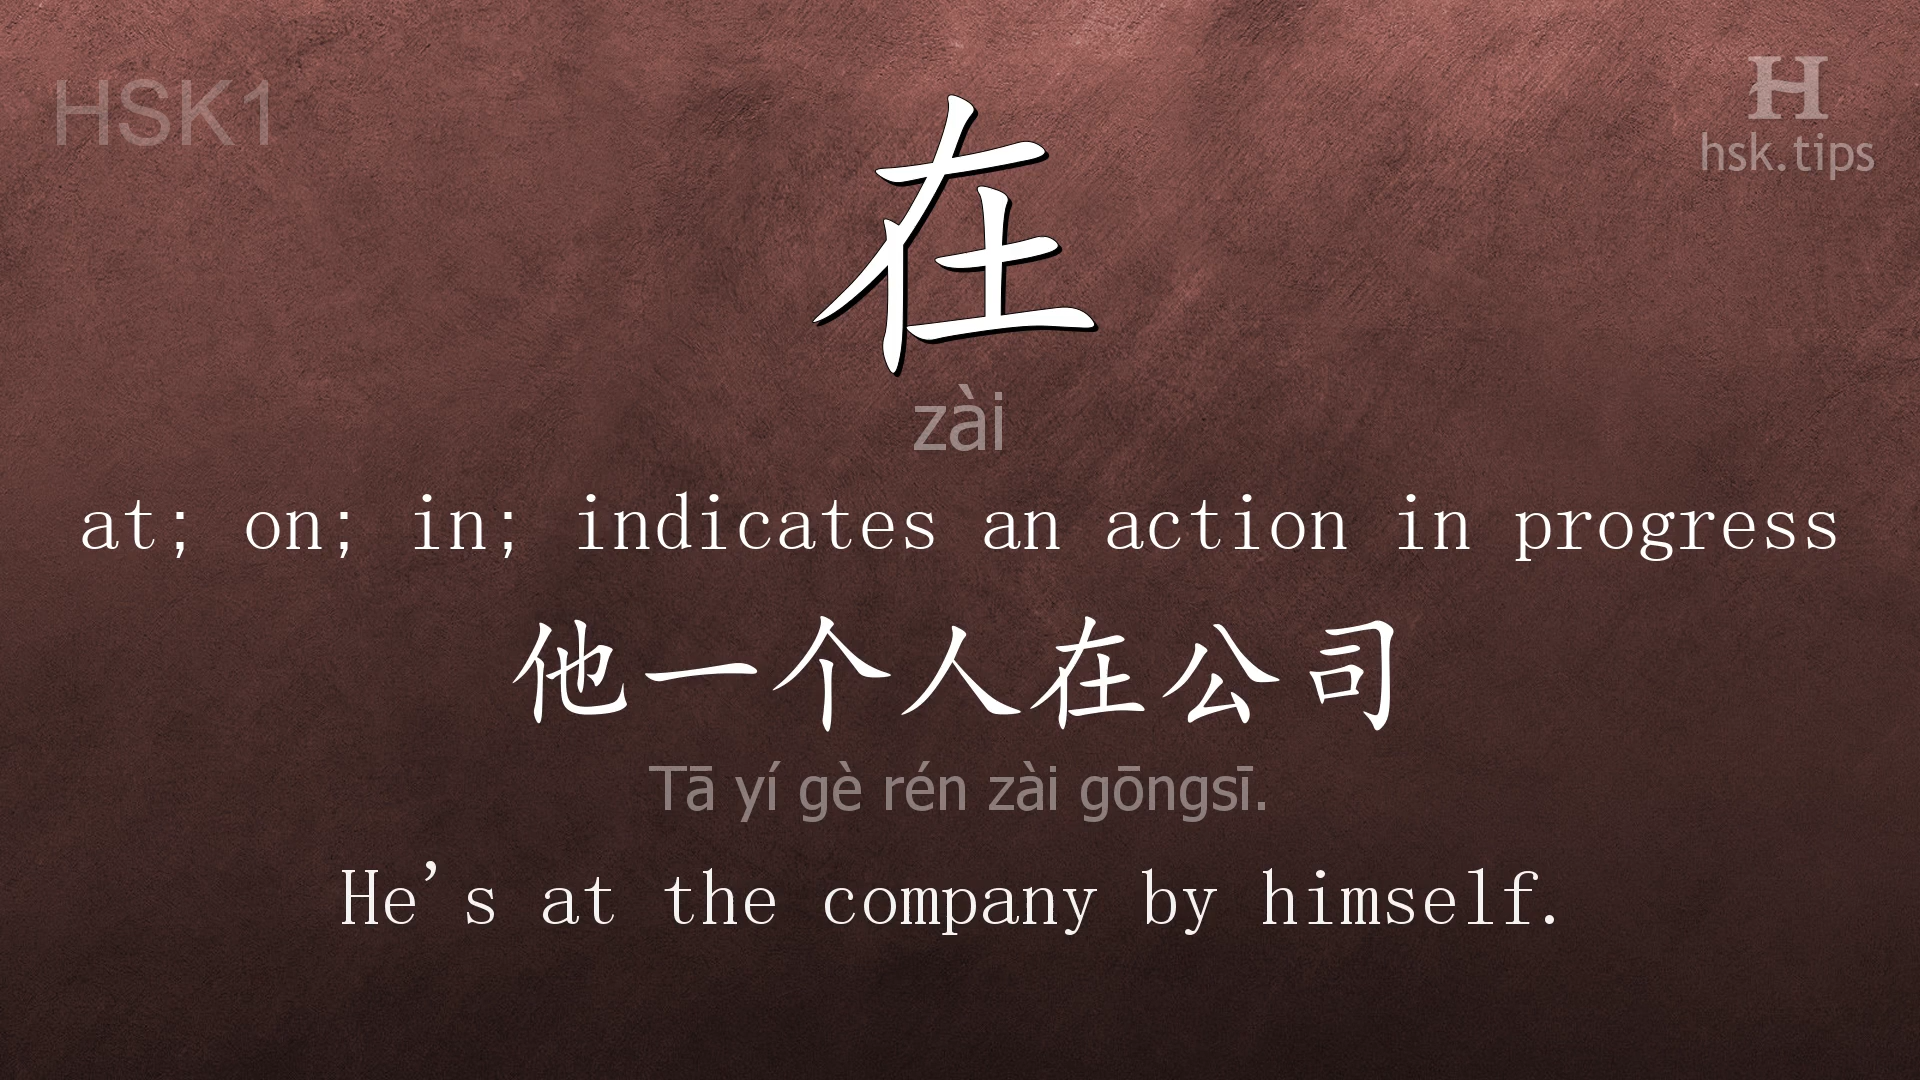 HSK1
H
hsk.tips
在
zài
at; on; in; indicates an action in progress
他一个人在公司
Tā yí gè rén zài gōngsī.
He's at the company by himself.